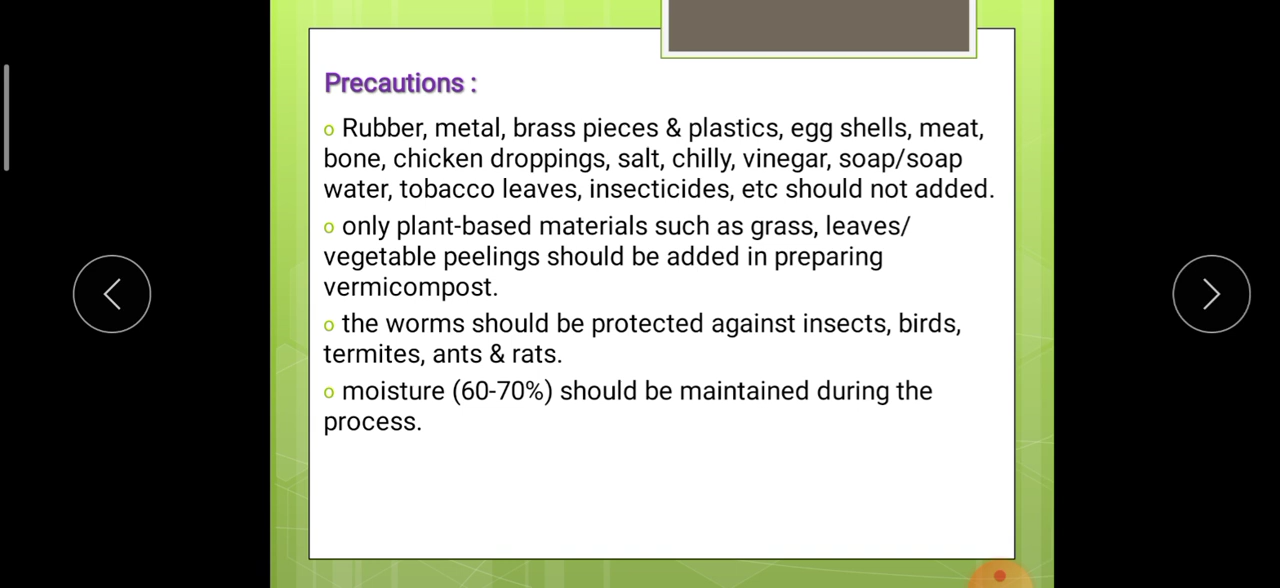 Precautions :
o Rubber, metal, brass pieces & plastics, egg shells, meat,
bone, chicken droppings, salt, chilly, vinegar, soap/soap
water, tobacco leaves, insecticides, etc should not added.
o only plant-based materials such as grass, leaves/
vegetable peelings should be added in preparing
vermicompost.
o the worms should be protected against insects, birds,
termites, ants & rats.
o moisture (60-70%) should be maintained during the
process.